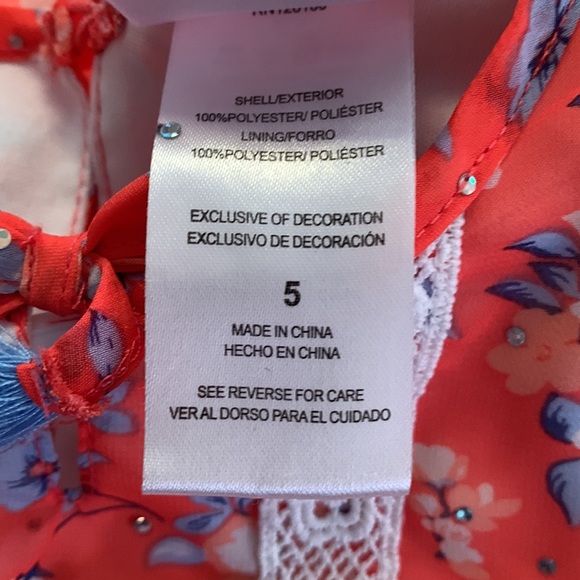 SHELL/EXTERIOR
100%POLYESTER/ POLIÉSTER
LINING/FORRO
100%POLYESTER/ POLIÉSTER
EXCLUSIVE OF DECORATION
EXCLUSIVO DE DECORACIÓN
5
MADE IN CHINA
HECHO EN CHINA
SEE REVERSE FOR CARE
VER AL DORSO PARA EL CUIDADO